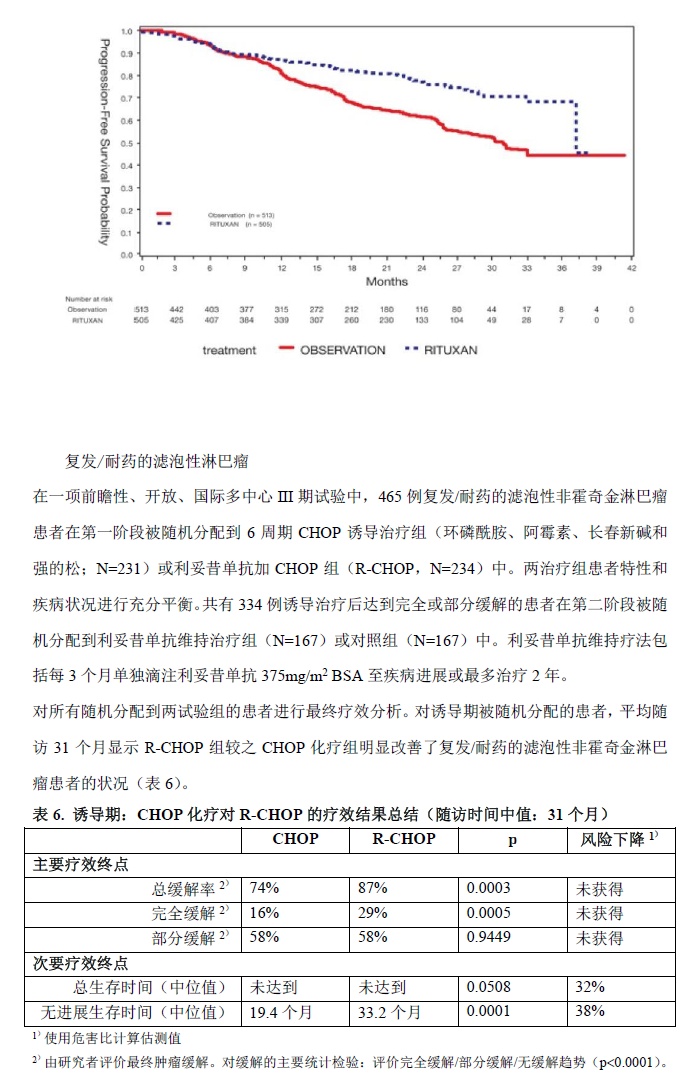 Progression-Free Survival Probability
1.0
0.9
0.8
0.7
0.6
0.5
0.4
0.3
0.2
0.1
0.0
Observation (n = 513)
RITUXAN (n = 505)
0 3 6 9 12 15 18 21 24 27 30 33 36 39 42
Months
Number at risk
Observation 513 442 403 377 315 272 212 180 116 80 44 17 8 4 0
RITUXAN 505 425 407 384 339 307 260 230 133 104 49 28 7 0 0
treatment OBSERVATION RITUXAN
复发/耐药的滤泡性淋巴瘤
在一项前瞻性、开放、国际多中心 III 期试验中，465 例复发/耐药的滤泡性非霍奇金淋巴瘤
患者在第一阶段被随机分配到 6 周期 CHOP 诱导治疗组（环磷酰胺、阿霉素、长春新碱和
强的松；N=231）或利妥昔单抗加 CHOP 组（R-CHOP，N=234）中。两治疗组患者特性和
疾病状况进行充分平衡。共有 334 例诱导治疗后达到完全或部分缓解的患者在第二阶段被随
机分配到利妥昔单抗维持治疗组（N=167）或对照组（N=167）中。利妥昔单抗维持疗法包
括每 3 个月单独滴注利妥昔单抗 375mg/m² BSA 至疾病进展或最多治疗 2 年。
对所有随机分配到两试验组的患者进行最终疗效分析。对诱导期被随机分配的患者，平均随
访 31 个月显示 R-CHOP 组较之 CHOP 化疗组明显改善了复发/耐药的滤泡性非霍奇金淋巴
瘤患者的状况（表 6）。
表 6. 诱导期：CHOP 化疗对 R-CHOP 的疗效结果总结（随访时间中值：31 个月）
CHOP R-CHOP p 风险下降 1）
主要疗效终点
总缓解率 2） 74% 87% 0.0003 未获得
完全缓解 2） 16% 29% 0.0005 未获得
部分缓解 2） 58% 58% 0.9449 未获得
次要疗效终点
总生存时间（中位值） 未达到 未达到 0.0508 32%
无进展生存时间（中位值） 19.4 个月 33.2 个月 0.0001 38%
1）使用危害比计算估测值
2）由研究者评价最终肿瘤缓解。对缓解的主要统计检验：评价完全缓解/部分缓解/无缓解趋势（p<0.0001）。